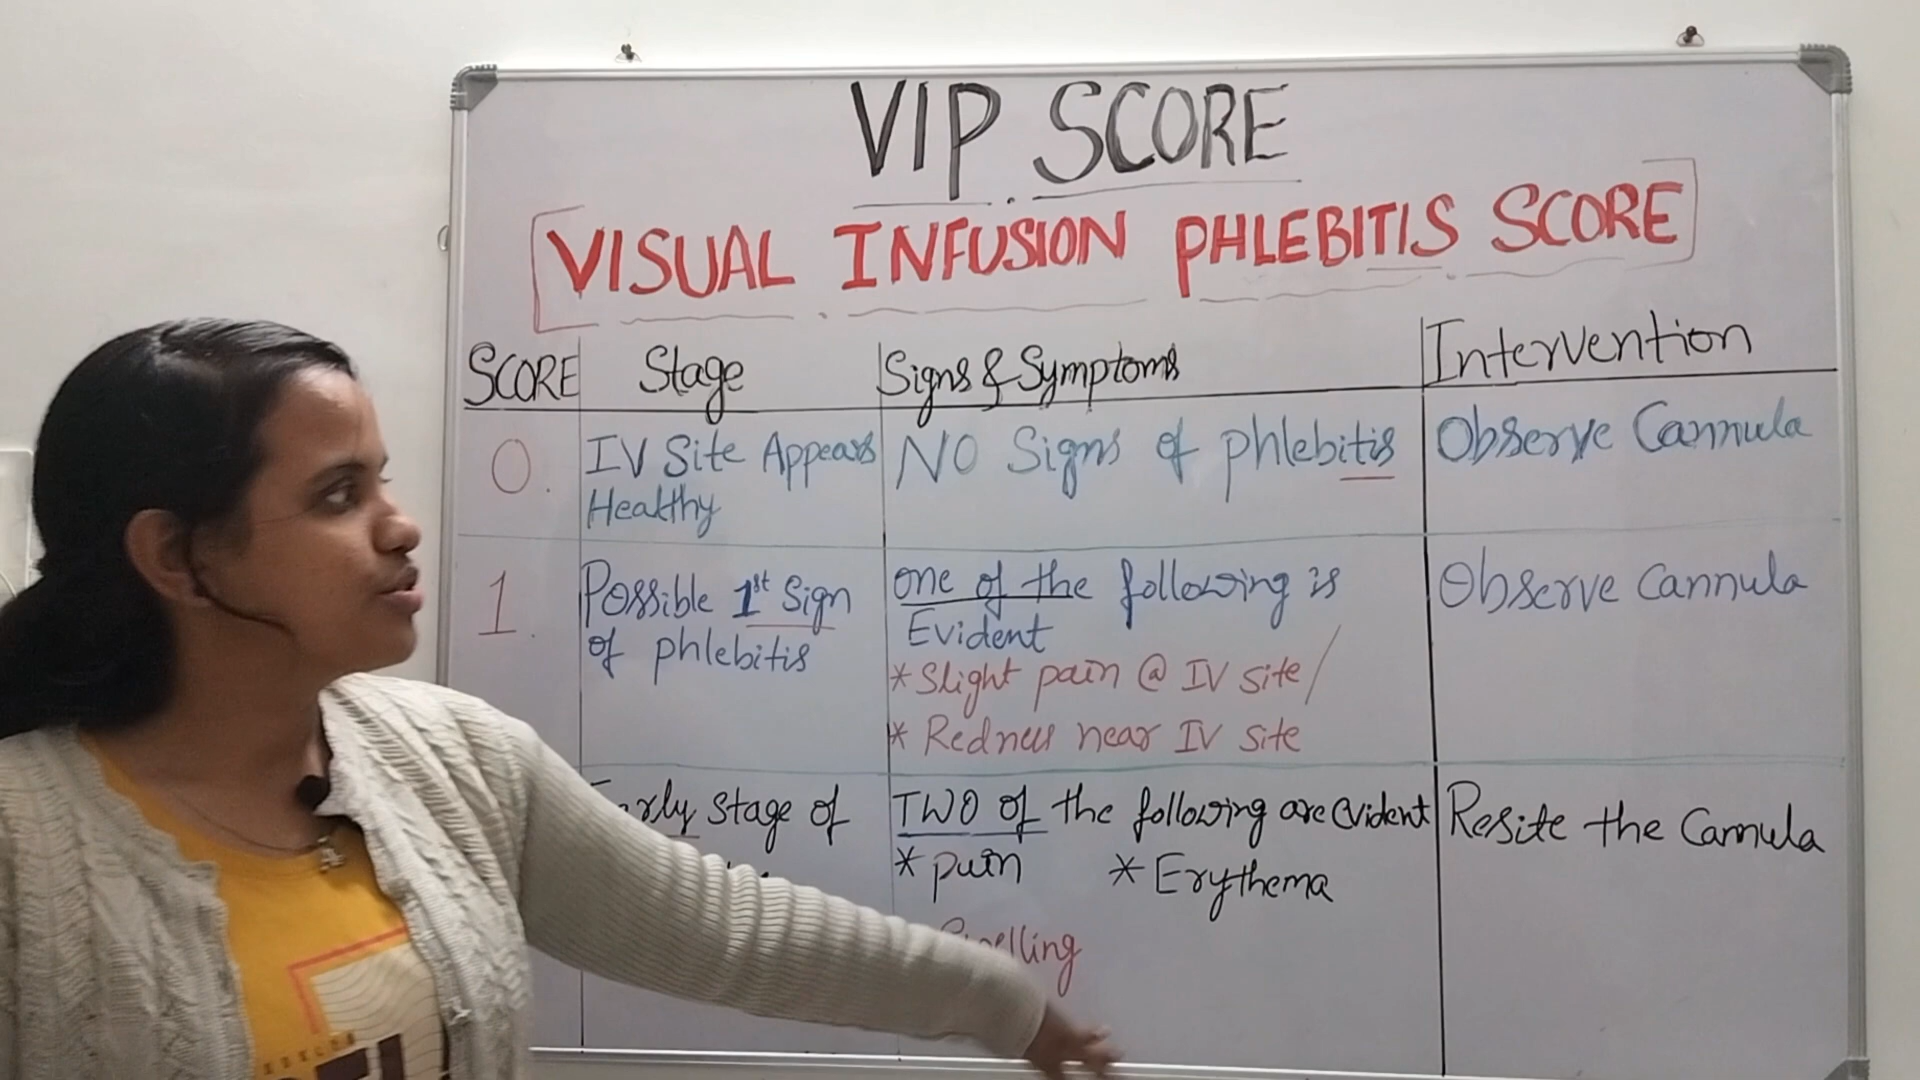 VIP SCORE
VISUAL INFUSION PHLEBITIS SCORE
SCORE Stage Signs & Symptoms Intervention
0. IV Site Appears NO Signs of phlebitis Observe Cannula
Healthy
1. Possible 1st Sign one of the following is Observe Cannula
of phlebitis Evident
* Slight pain @ IV site /
* Redness near IV site
stage of TWO of the following are evident Resite the Cannula
* pain * Erythema